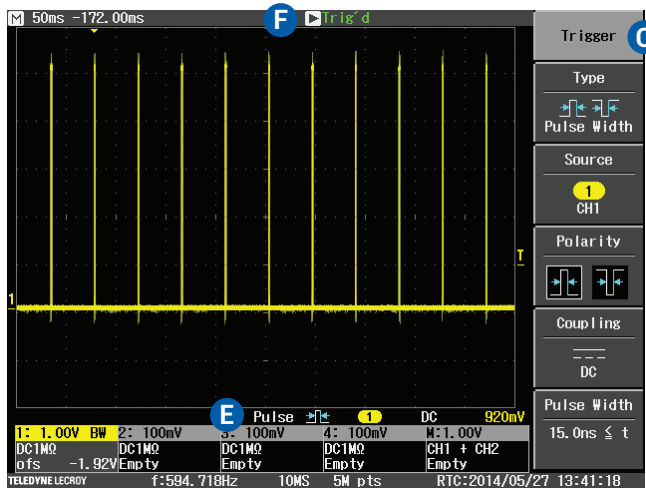 M 50ms -172.00ms F Trig'd
Trigger C
Type
Pulse Width
Source
1
CH1
Polarity
T
1
Coupling
DC
Pulse Width
15.0ns ≤ t
E Pulse 1 DC 920mV
1: 1.00V BW 2: 100mV 3: 100mV 4: 100mV M:1.00V
DC1MΩ DC1MΩ DC1MΩ DC1MΩ CH1 + CH2
ofs -1.92V Empty Empty Empty Empty
TELEDYNE LECROY f:594.718Hz 10MS 5M pts RTC:2014/05/27 13:41:18